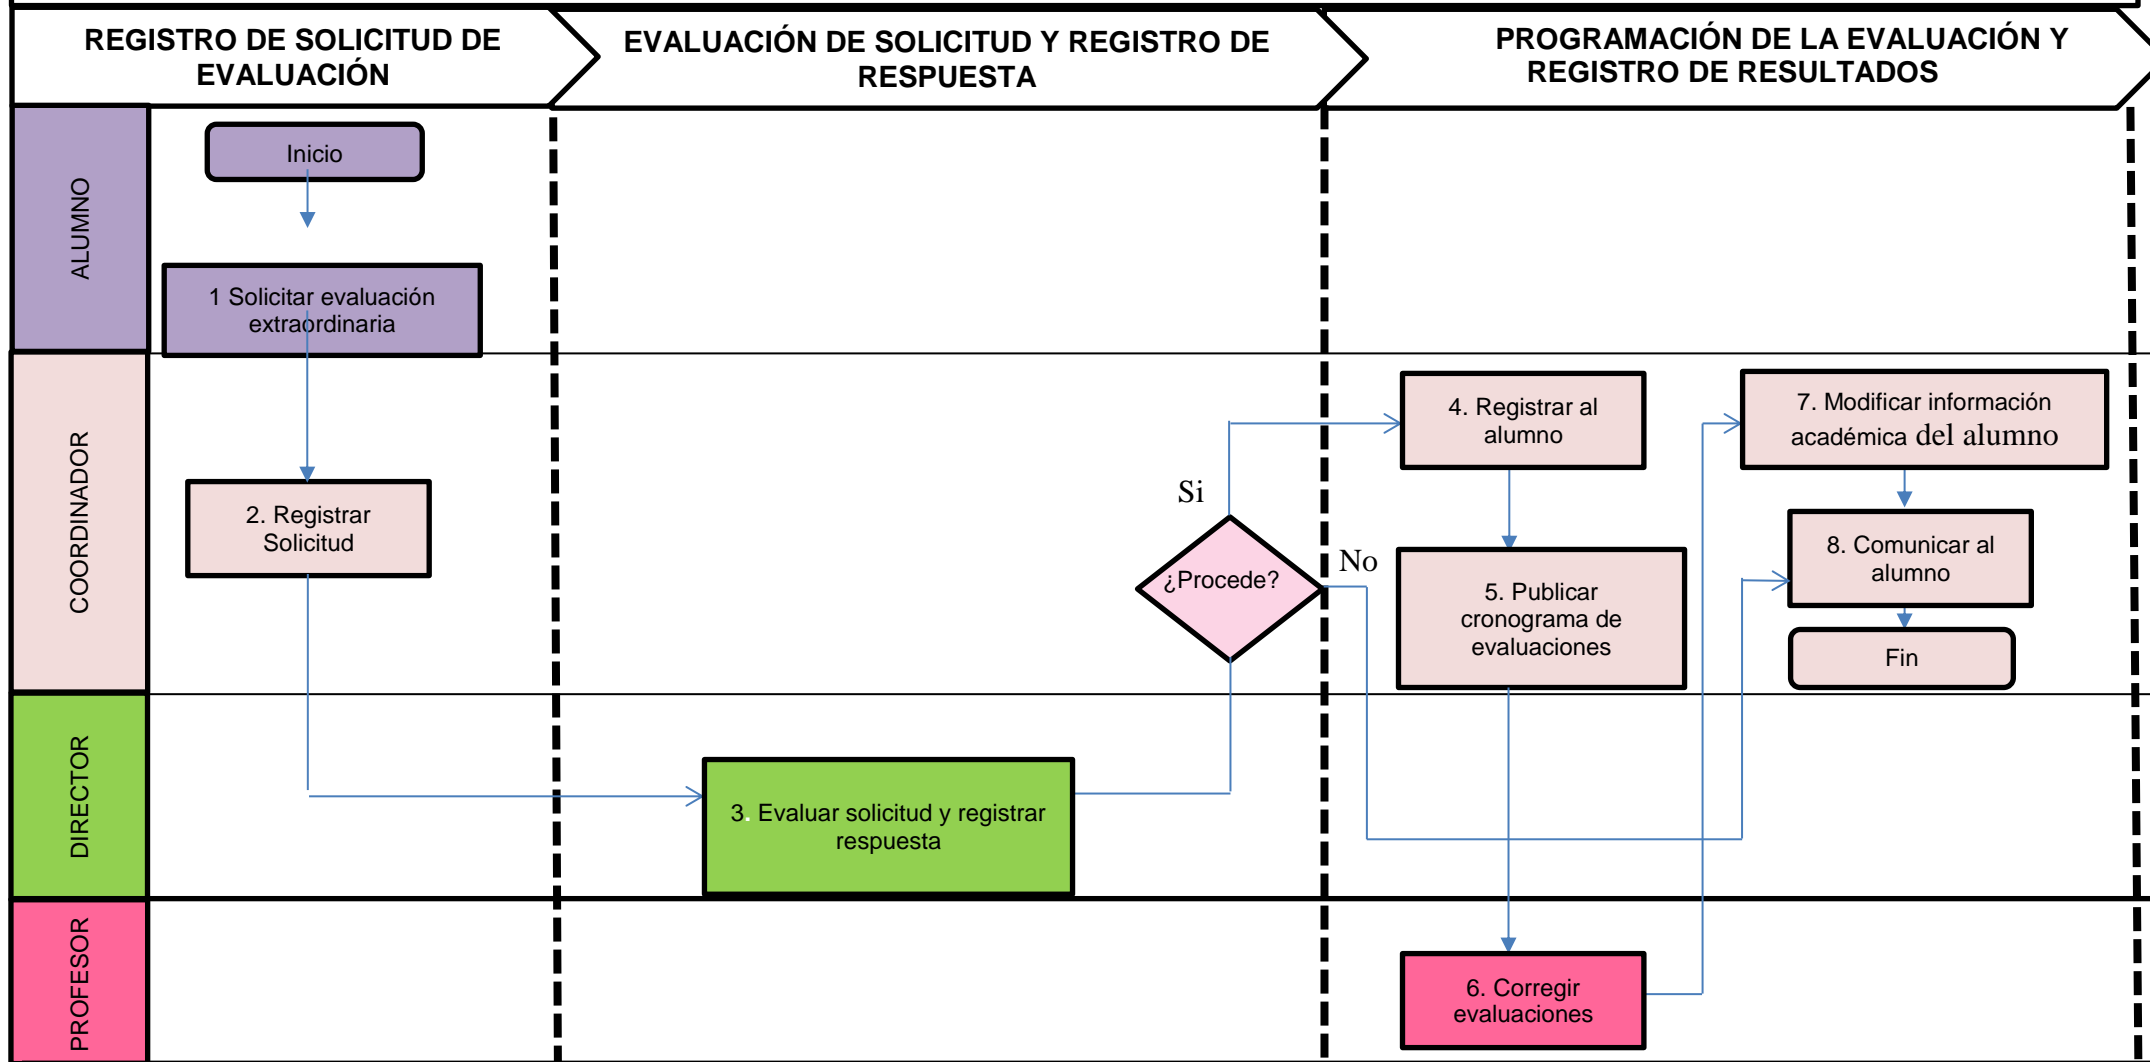 REGISTRO DE SOLICITUD DE
EVALUACIÓN
EVALUACIÓN DE SOLICITUD Y REGISTRO DE
RESPUESTA
PROGRAMACIÓN DE LA EVALUACIÓN Y
REGISTRO DE RESULTADOS
ALUMNO
Inicio
1 Solicitar evaluación
extraordinaria
COORDINADOR
2. Registrar
Solicitud
Si
¿Procede?
No
4. Registrar al
alumno
5. Publicar
cronograma de
evaluaciones
7. Modificar información
académica del alumno
8. Comunicar al
alumno
Fin
DIRECTOR
3. Evaluar solicitud y registrar
respuesta
PROFESOR
6. Corregir
evaluaciones